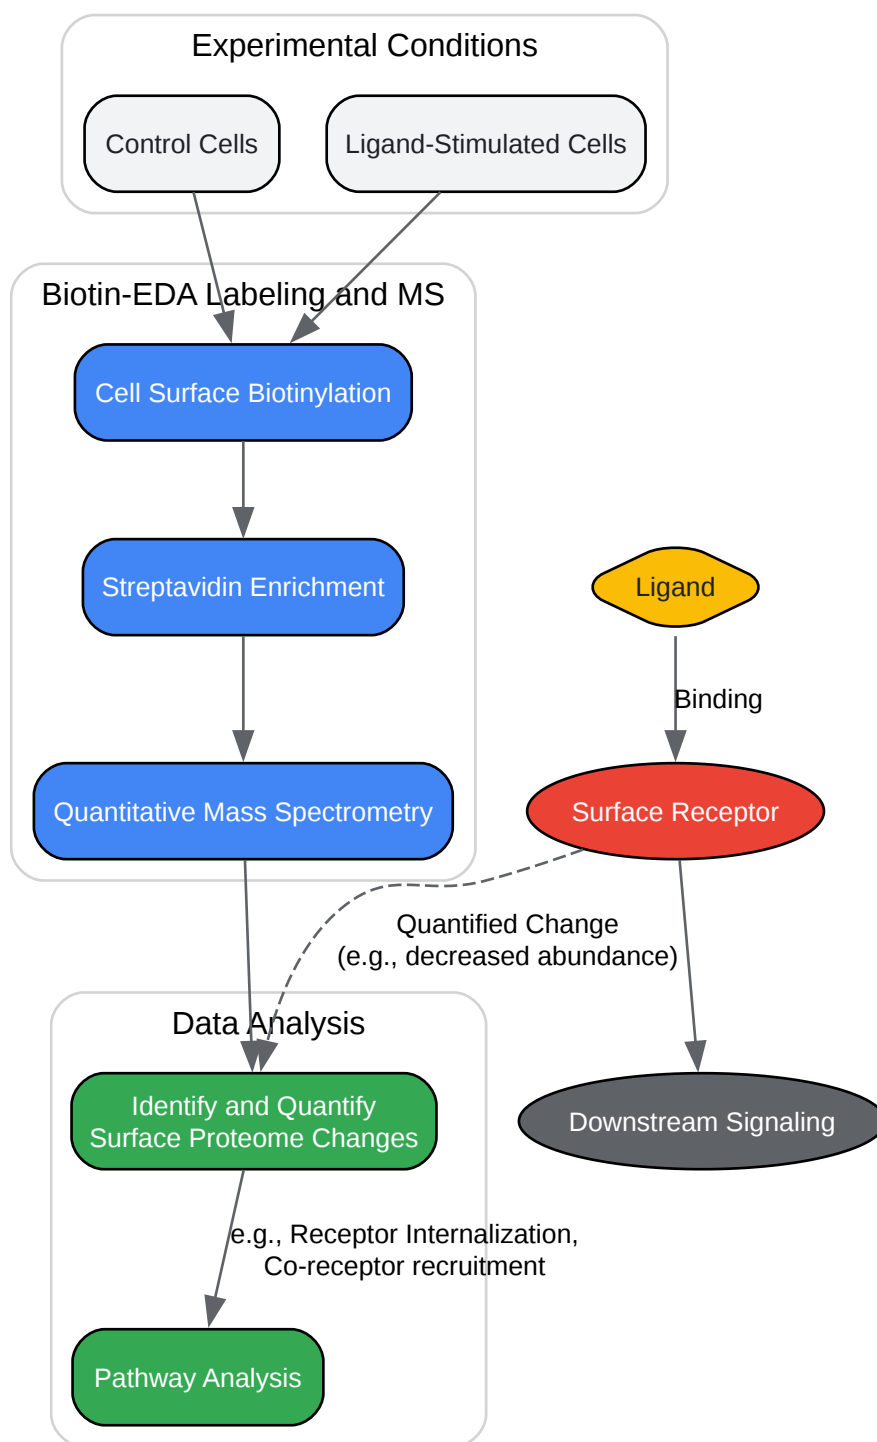 Experimental Conditions
Control Cells
Ligand-Stimulated Cells
Biotin-EDA Labeling and MS
Cell Surface Biotinylation
Streptavidin Enrichment
Ligand
Binding
Quantitative Mass Spectrometry
Surface Receptor
Quantified Change
(e.g., decreased abundance)
Data Analysis
Identify and Quantify
Surface Proteome Changes
Downstream Signaling
e.g., Receptor Internalization,
Co-receptor recruitment
Pathway Analysis